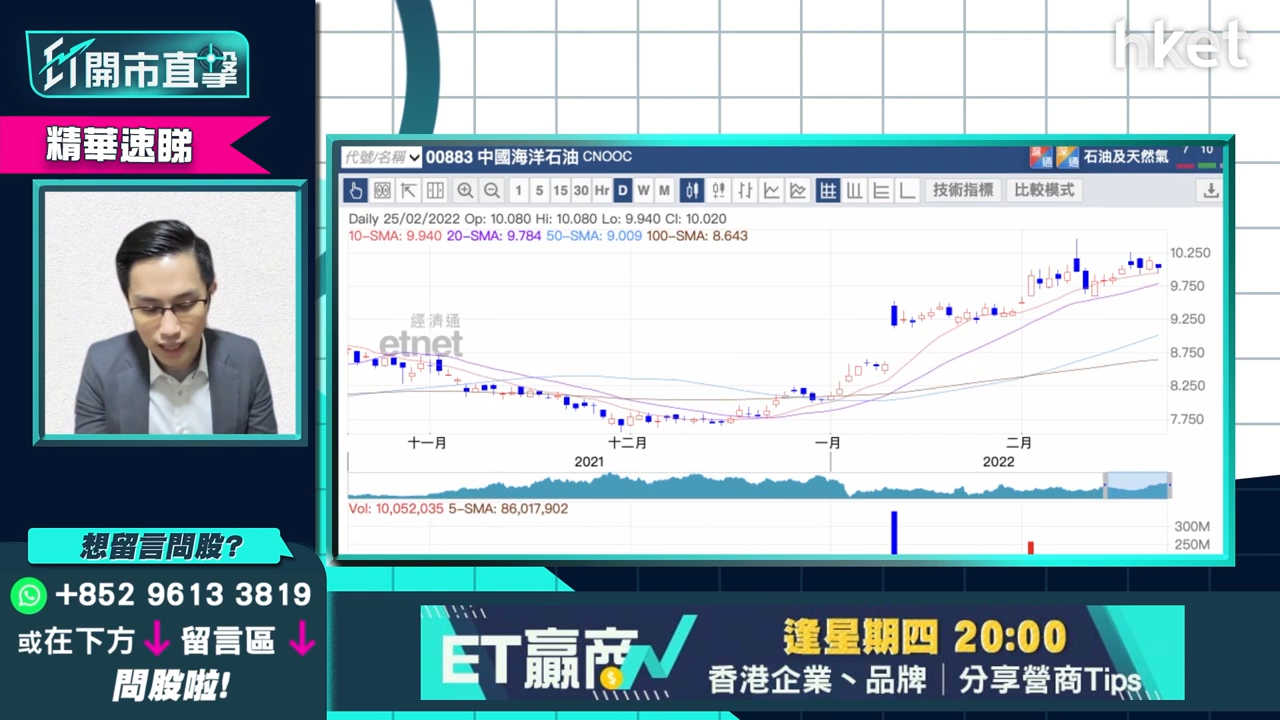 ET開市直擊
hket
精華速睇
代號/名稱 00883 中國海洋石油 CNOOC 滬通 深通 石油及天然氣 7 10
1 5 15 30 Hr D W M 技術指標 比較模式
Daily 25/02/2022 Op: 10.080 Hi: 10.080 Lo: 9.940 Cl: 10.020
10-SMA: 9.940 20-SMA: 9.784 50-SMA: 9.009 100-SMA: 8.643
10.250
9.750
9.250
8.750
8.250
7.750
經濟通
etnet
十一月 十二月 一月 二月
2021 2022
Vol: 10,052,035 5-SMA: 86,017,902
300M
250M
想留言問股?
+852 9613 3819
或在下方 留言區
問股啦!
ET贏商
逢星期四 20:00
香港企業、品牌｜分享營商Tips